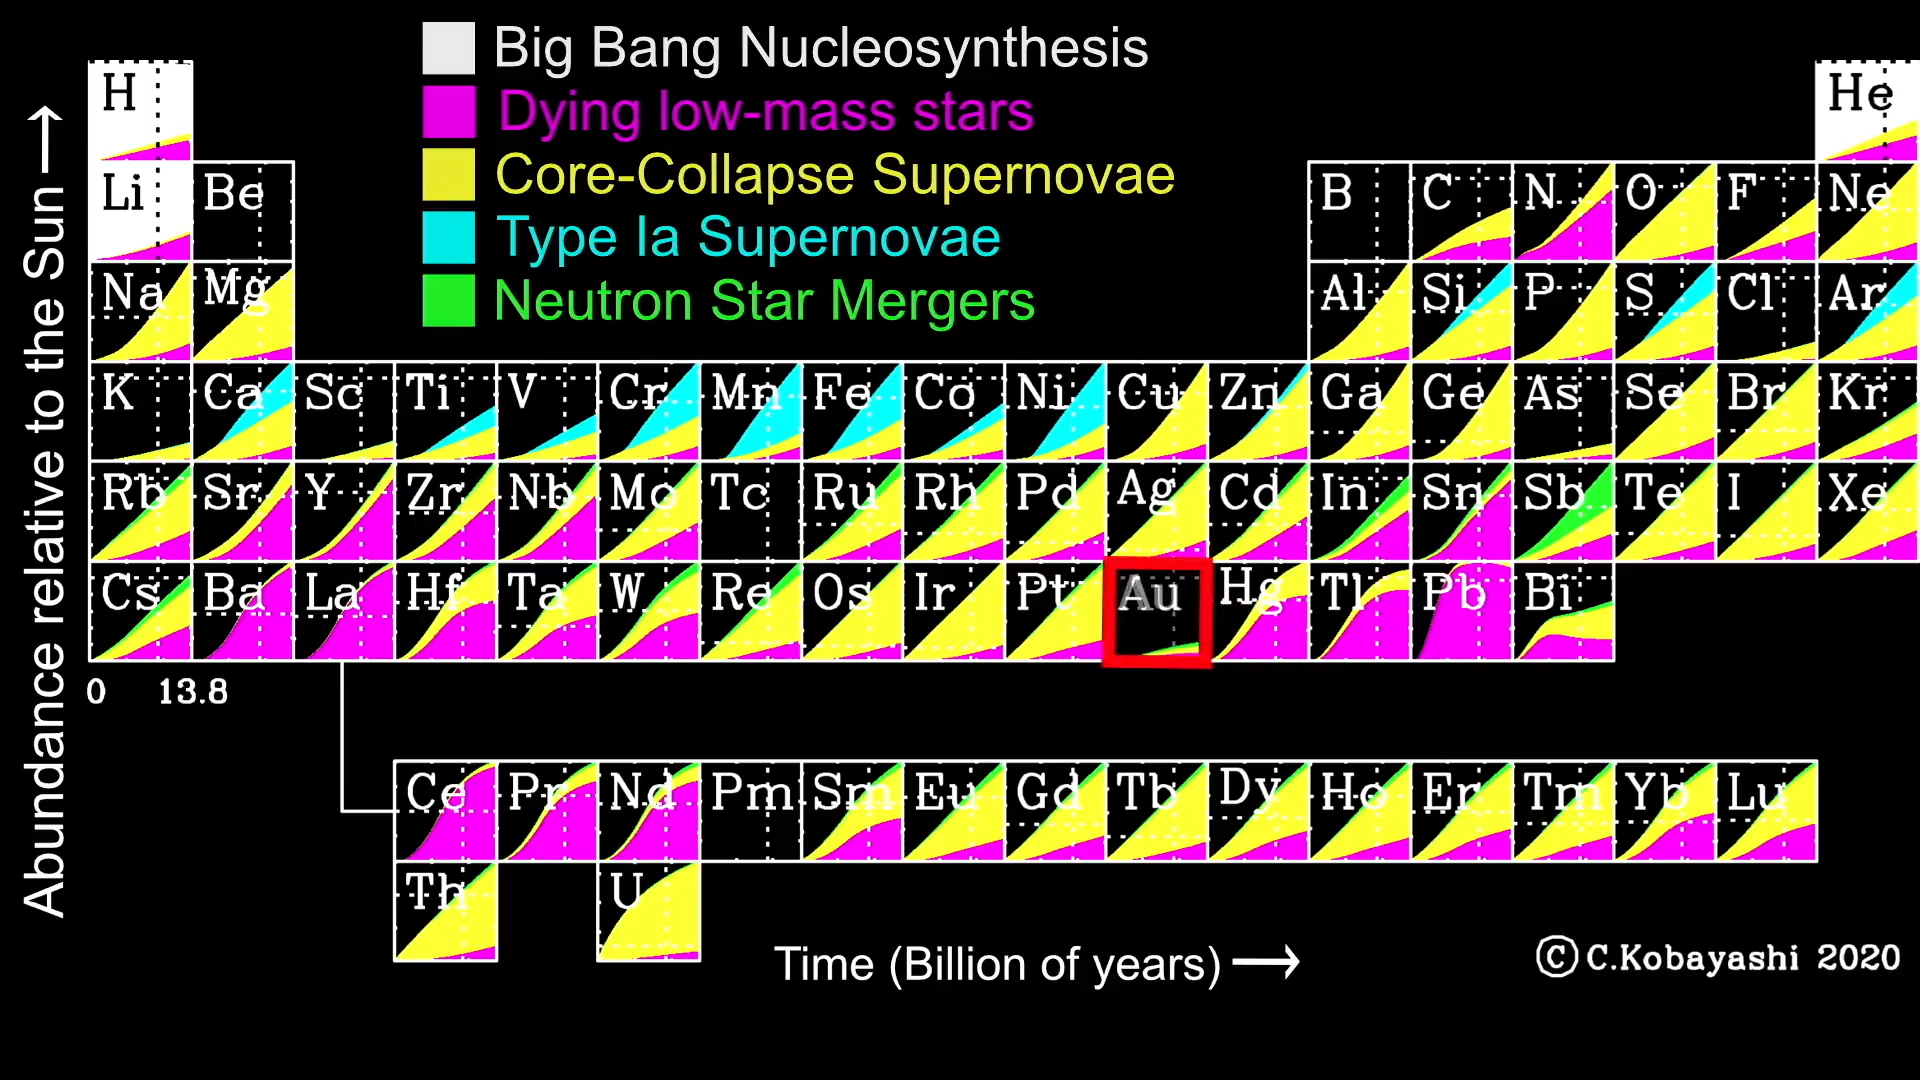 Big Bang Nucleosynthesis
Dying low-mass stars
Core-Collapse Supernovae
Type Ia Supernovae
Neutron Star Mergers
Abundance relative to the Sun →
H He
Li Be B C N O F Ne
Na Mg Al Si P S Cl Ar
K Ca Sc Ti V Cr Mn Fe Co Ni Cu Zn Ga Ge As Se Br Kr
Rb Sr Y Zr Nb Mo Tc Ru Rh Pd Ag Cd In Sn Sb Te I Xe
Cs Ba La Hf Ta W Re Os Ir Pt Au Hg Tl Pb Bi
0 13.8
Ce Pr Nd Pm Sm Eu Gd Tb Dy Ho Er Tm Yb Lu
Th U
Time (Billion of years) →
© C.Kobayashi 2020